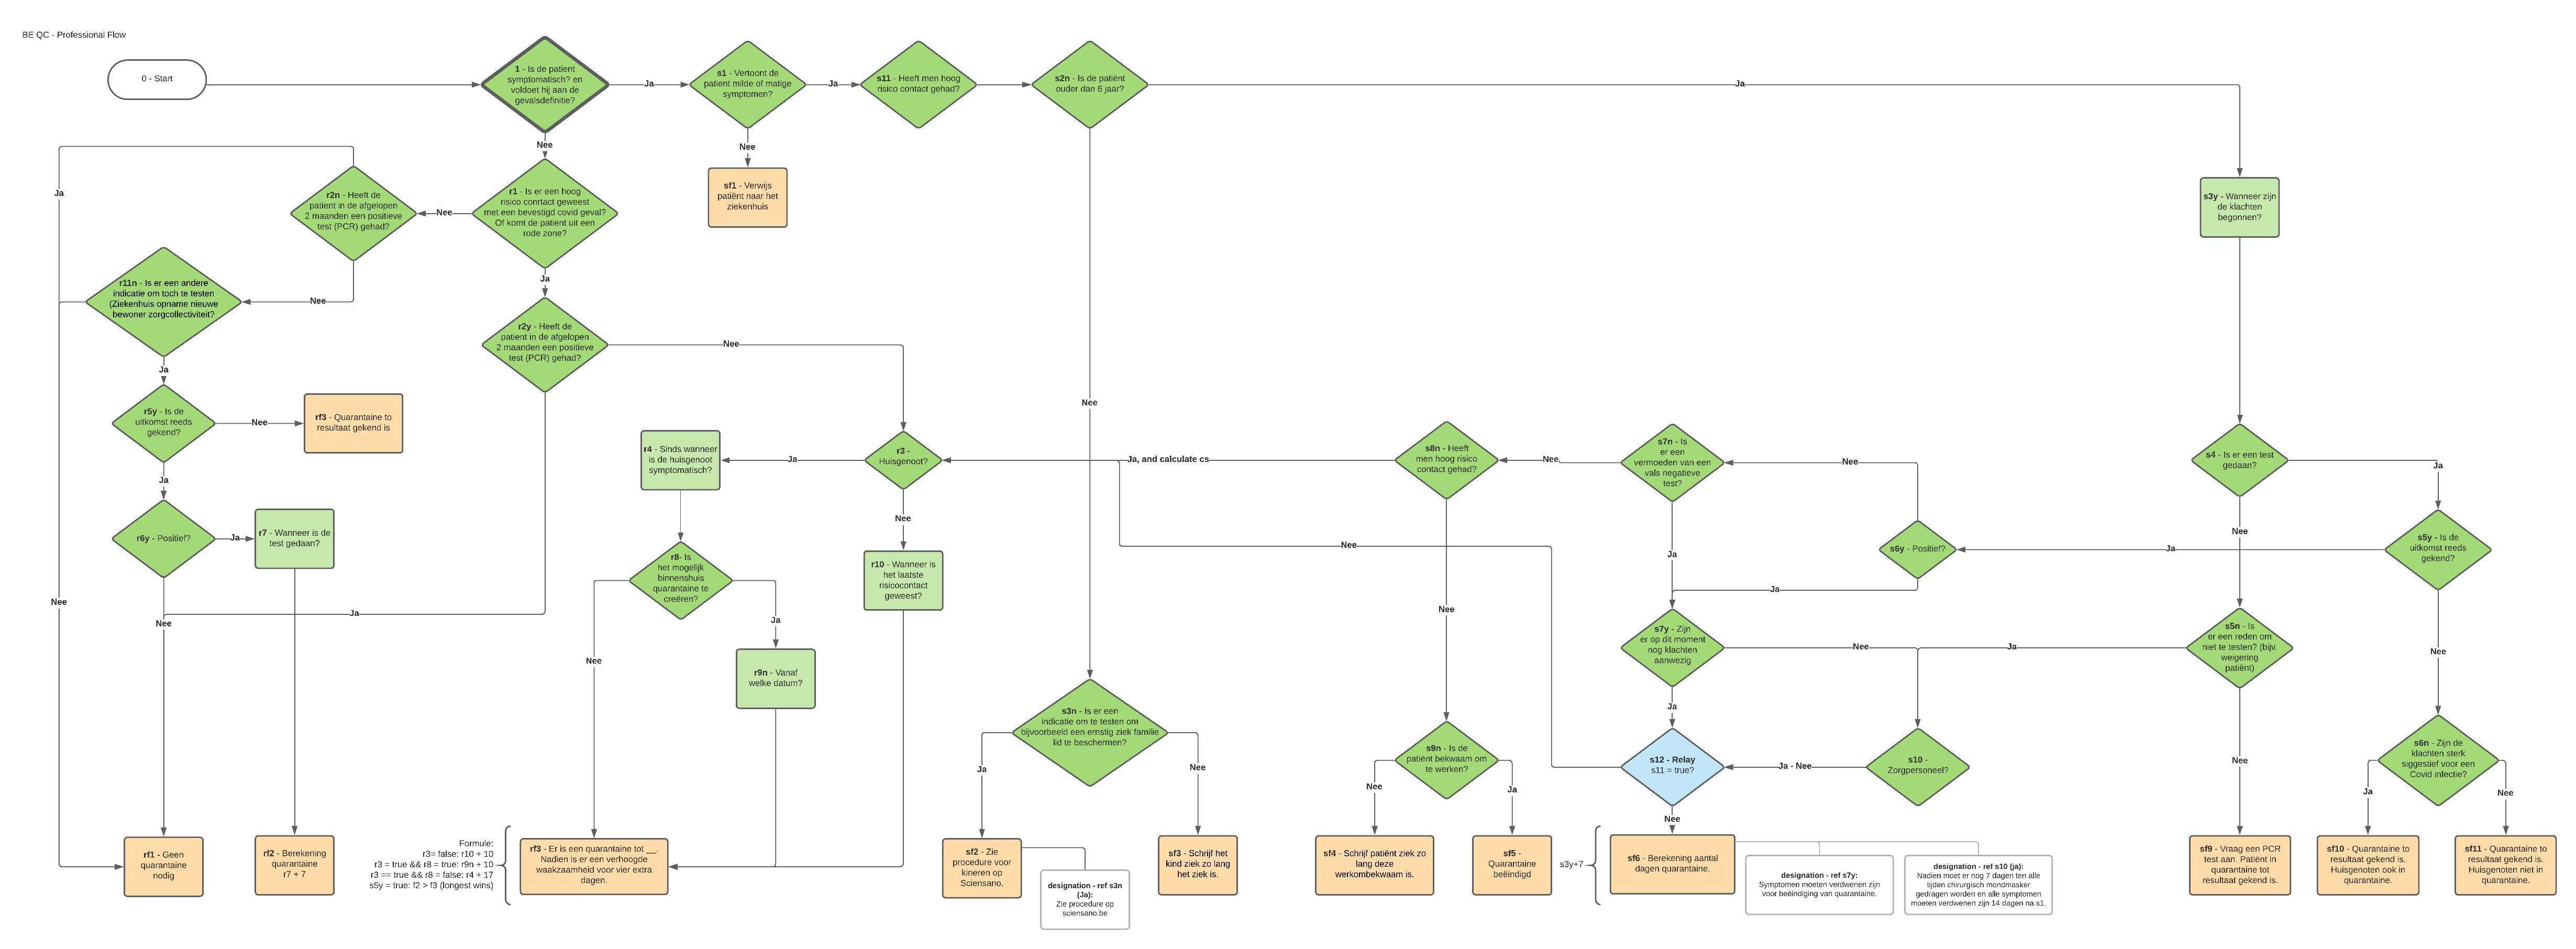 BE QC - Professional Flow
0 - Start
1 - Is de patient
symptomatisch? en
voldoet hij aan de
gevalsdefinitie?
Ja
s1 - Vertoont de
patient milde of matige
symptomen?
Ja
s11 - Heeft men hoog
risico contact gehad?
s2n - Is de patiënt
ouder dan 6 jaar?
Ja
Nee
Nee
sf1 - Verwijs
patiënt naar het
ziekenhuis
r1 - Is er een hoog
risico conrtact geweest
met een bevestigd covid geval?
Of komt de patient uit een
rode zone?
Nee
r2n - Heeft de
patient in de afgelopen
2 maanden een positieve
test (PCR) gehad?
Ja
s3y - Wanneer zijn
de klachten
begonnen?
Ja
r11n - Is er een andere
indicatie om toch te testen
(Ziekenhuis opname nieuwe
bewoner zorgcollectiviteit?
Nee
r2y - Heeft de
patient in de afgelopen
2 maanden een positieve
test (PCR) gehad?
Nee
Ja
r5y - Is de
uitkomst reeds
gekend?
Nee
rf3 - Quarantaine to
resultaat gekend is
Nee
r4 - Sinds wanneer
is de huisgenoot
symptomatisch?
Ja
r3 -
Huisgenoot?
Ja, and calculate cs
s8n - Heeft
men hoog risico
contact gehad?
Nee
s7n - Is
er een
vermoeden van een
vals negatieve
test?
Nee
s4 - Is er een test
gedaan?
Ja
Ja
r6y - Positief?
Ja
r7 - Wanneer is de
test gedaan?
Nee
r8- Is
het mogelijk
binnenshuis
quarantaine te
creëren?
r10 - Wanneer is
het laatste
risicocontact
geweest?
Nee
Ja
s6y - Positief?
Ja
Nee
s5y - Is de
uitkomst reeds
gekend?
Ja
Nee
Ja
Nee
Ja
Nee
s7y - Zijn
er op dit moment
nog klachten
aanwezig
Nee
Ja
s5n - Is
er een reden om
niet te testen? (bijv.
weigering
patiënt)
Nee
Nee
r9n - Vanaf
welke datum?
s3n - Is er een
indicatie om te testen om
bijvoorbeeld een ernstig ziek familie
lid te beschermen?
Ja
Nee
s9n - Is de
patiënt bekwaam om
te werken?
Nee
Ja
Ja
s12 - Relay
s11 = true?
Ja - Nee
s10 -
Zorgpersoneel?
Nee
Nee
s6n - Zijn de
klachten sterk
siggestief voor een
Covid infectie?
Ja
Nee
rf1 - Geen
quarantaine
nodig
rf2 - Berekening
quarantaine
r7 + 7
Formule:
r3= false: r10 + 10
r3 = true && r8 = true: r9n + 10
r3 == true && r8 = false: r4 + 17
s5y = true: f2 > f3 (longest wins)
rf3 - Er is een quarantaine tot __.
Nadien is er een verhoogde
waakzaamheid voor vier extra
dagen.
sf2 - Zie
procedure voor
kineren op
Sciensano.
designation - ref s3n
(Ja):
Zie procedure op
sciensano.be
sf3 - Schrijf het
kind ziek zo lang
het ziek is.
sf4 - Schrijf patiënt ziek zo
lang deze
werkombekwaam is.
sf5 -
Quarantaine
beëindigd
s3y+7
sf6 - Berekening aantal
dagen quarantaine.
designation - ref s7y:
Symptomen moeten verdwenen zijn
voor beëindiging van quarantaine.
designation - ref s10 (ja):
Nadien moet er nog 7 dagen ten alle
tijden chirurgisch mondmasker
gedragen worden en alle symptomen
moeten verdwenen zijn 14 dagen na s1.
sf9 - Vraag een PCR
test aan. Patiënt in
quarantaine tot
resultaat gekend is.
sf10 - Quarantaine to
resultaat gekend is.
Huisgenoten ook in
quarantaine.
sf11 - Quarantaine to
resultaat gekend is.
Huisgenoten niet in
quarantaine.